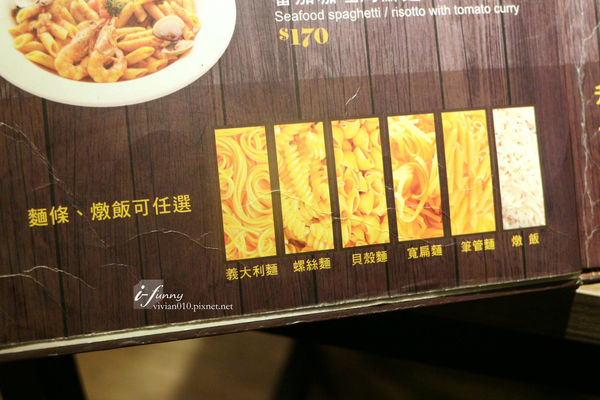 Seafood spaghetti / risotto with tomato curry
$170
麵條、燉飯可任選
義大利麵 螺絲麵 貝殼麵 寬扁麵 筆管麵 燉飯
i-funny
vivian010.pixnet.net